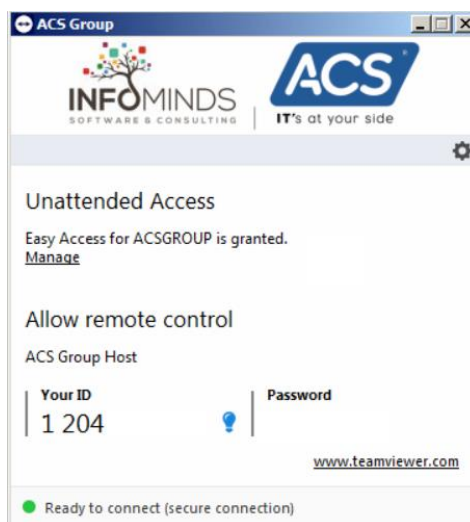 ACS Group
INFOMINDS
SOFTWARE & CONSULTING
ACS
IT's at your side
Unattended Access
Easy Access for ACSGROUP is granted.
Manage
Allow remote control
ACS Group Host
Your ID
1 204
Password
www.teamviewer.com
Ready to connect (secure connection)